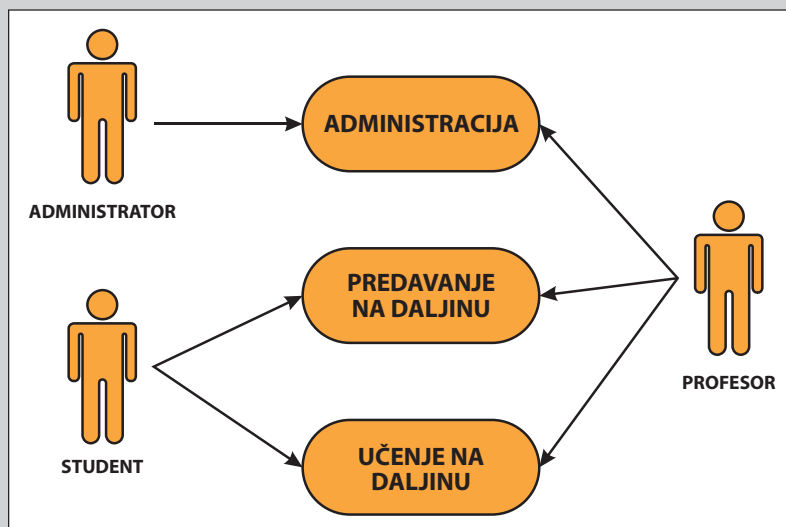 ADMINISTRACIJA
ADMINISTRATOR
PREDAVANJE
NA DALJINU
PROFESOR
UČENJE NA
DALJINU
STUDENT